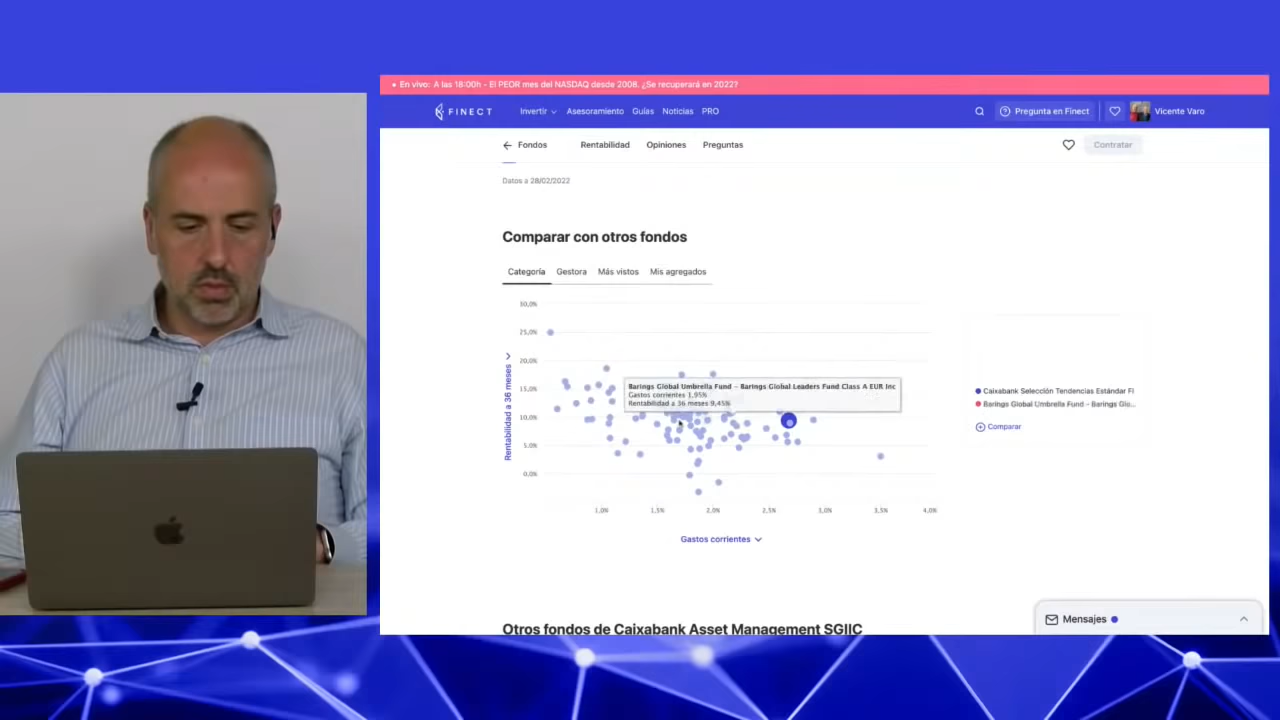 • En vivo: A las 18:00h - El PEOR mes del NASDAQ desde 2008. ¿Se recuperará en 2022?
FINECT
Invertir
Asesoramiento
Guías
Noticias
PRO
Pregunta en Finect
Vicente Varo
Fondos
Rentabilidad
Opiniones
Preguntas
Contratar
Datos a 28/02/2022
Comparar con otros fondos
Categoría
Gestora
Más vistos
Mis agregados
30,0%
25,0%
20,0%
15,0%
10,0%
5,0%
0,0%
Rentabilidad a 36 meses
Barings Global Umbrella Fund - Barings Global Leaders Fund Class A EUR Inc
Gastos corrientes 1,95%
Rentabilidad a 36 meses 9,45%
Caixabank Selección Tendencias Estándar FI
Barings Global Umbrella Fund - Barings Glo...
Comparar
1,0%
1,5%
2,0%
2,5%
3,0%
3,5%
4,0%
Gastos corrientes
Otros fondos de Caixabank Asset Management SGIIC
Mensajes